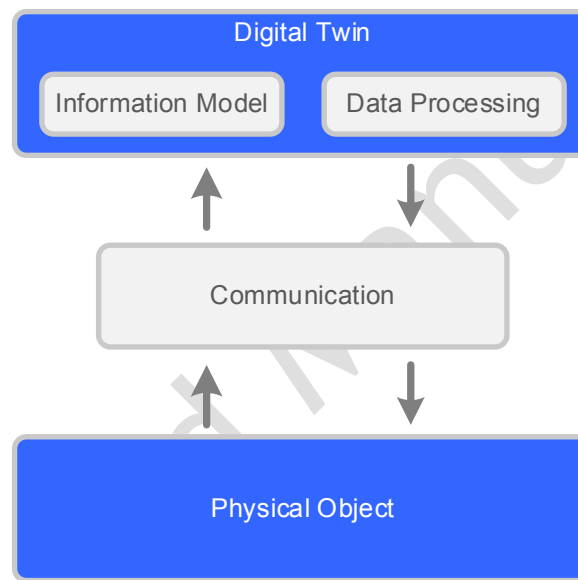 Digital Twin
Information Model
Data Processing
Communication
Physical Object